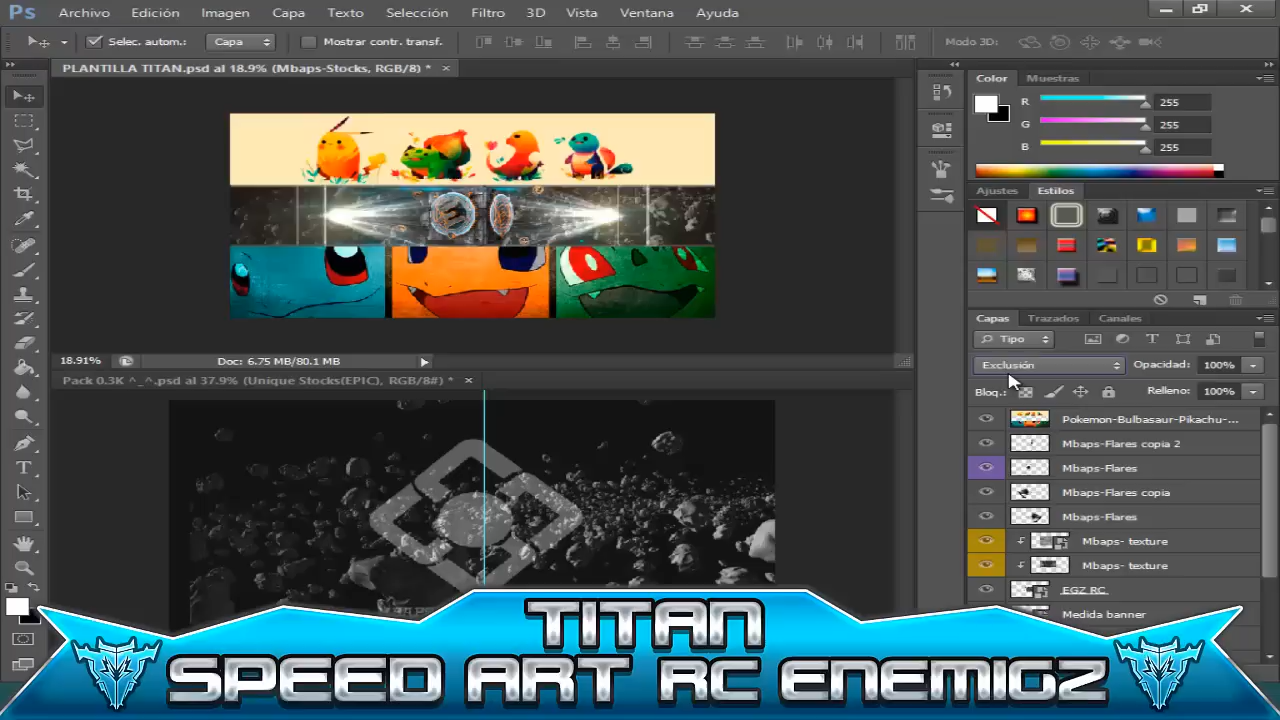 Ps Archivo Edición Imagen Capa Texto Selección Filtro 3D Vista Ventana Ayuda
Selec. autom.: Capa Mostrar contr. transf. Modo 3D:
PLANTILLA TITAN.psd al 18.9% (Mbaps-Stocks, RGB/8) * ×
Color Muestras
R 255
G 255
B 255
Ajustes Estilos
Capas Trazados Canales
Tipo
18.91% Doc: 6.75 MB/80.1 MB
Exclusión Opacidad: 100%
Pack 0.3K ^_^.psd al 37.9% (Unique Stocks(EPIC), RGB/8#) * ×
Bloq.: Relleno: 100%
Pokemon-Bulbasaur-Pikachu-...
Mbaps-Flares copia 2
Mbaps-Flares
Mbaps-Flares copia
Mbaps-Flares
Mbaps- texture
Mbaps- texture
EGZ RC
Medida banner
TITAN
SPEED ART RC ENEMIGZ